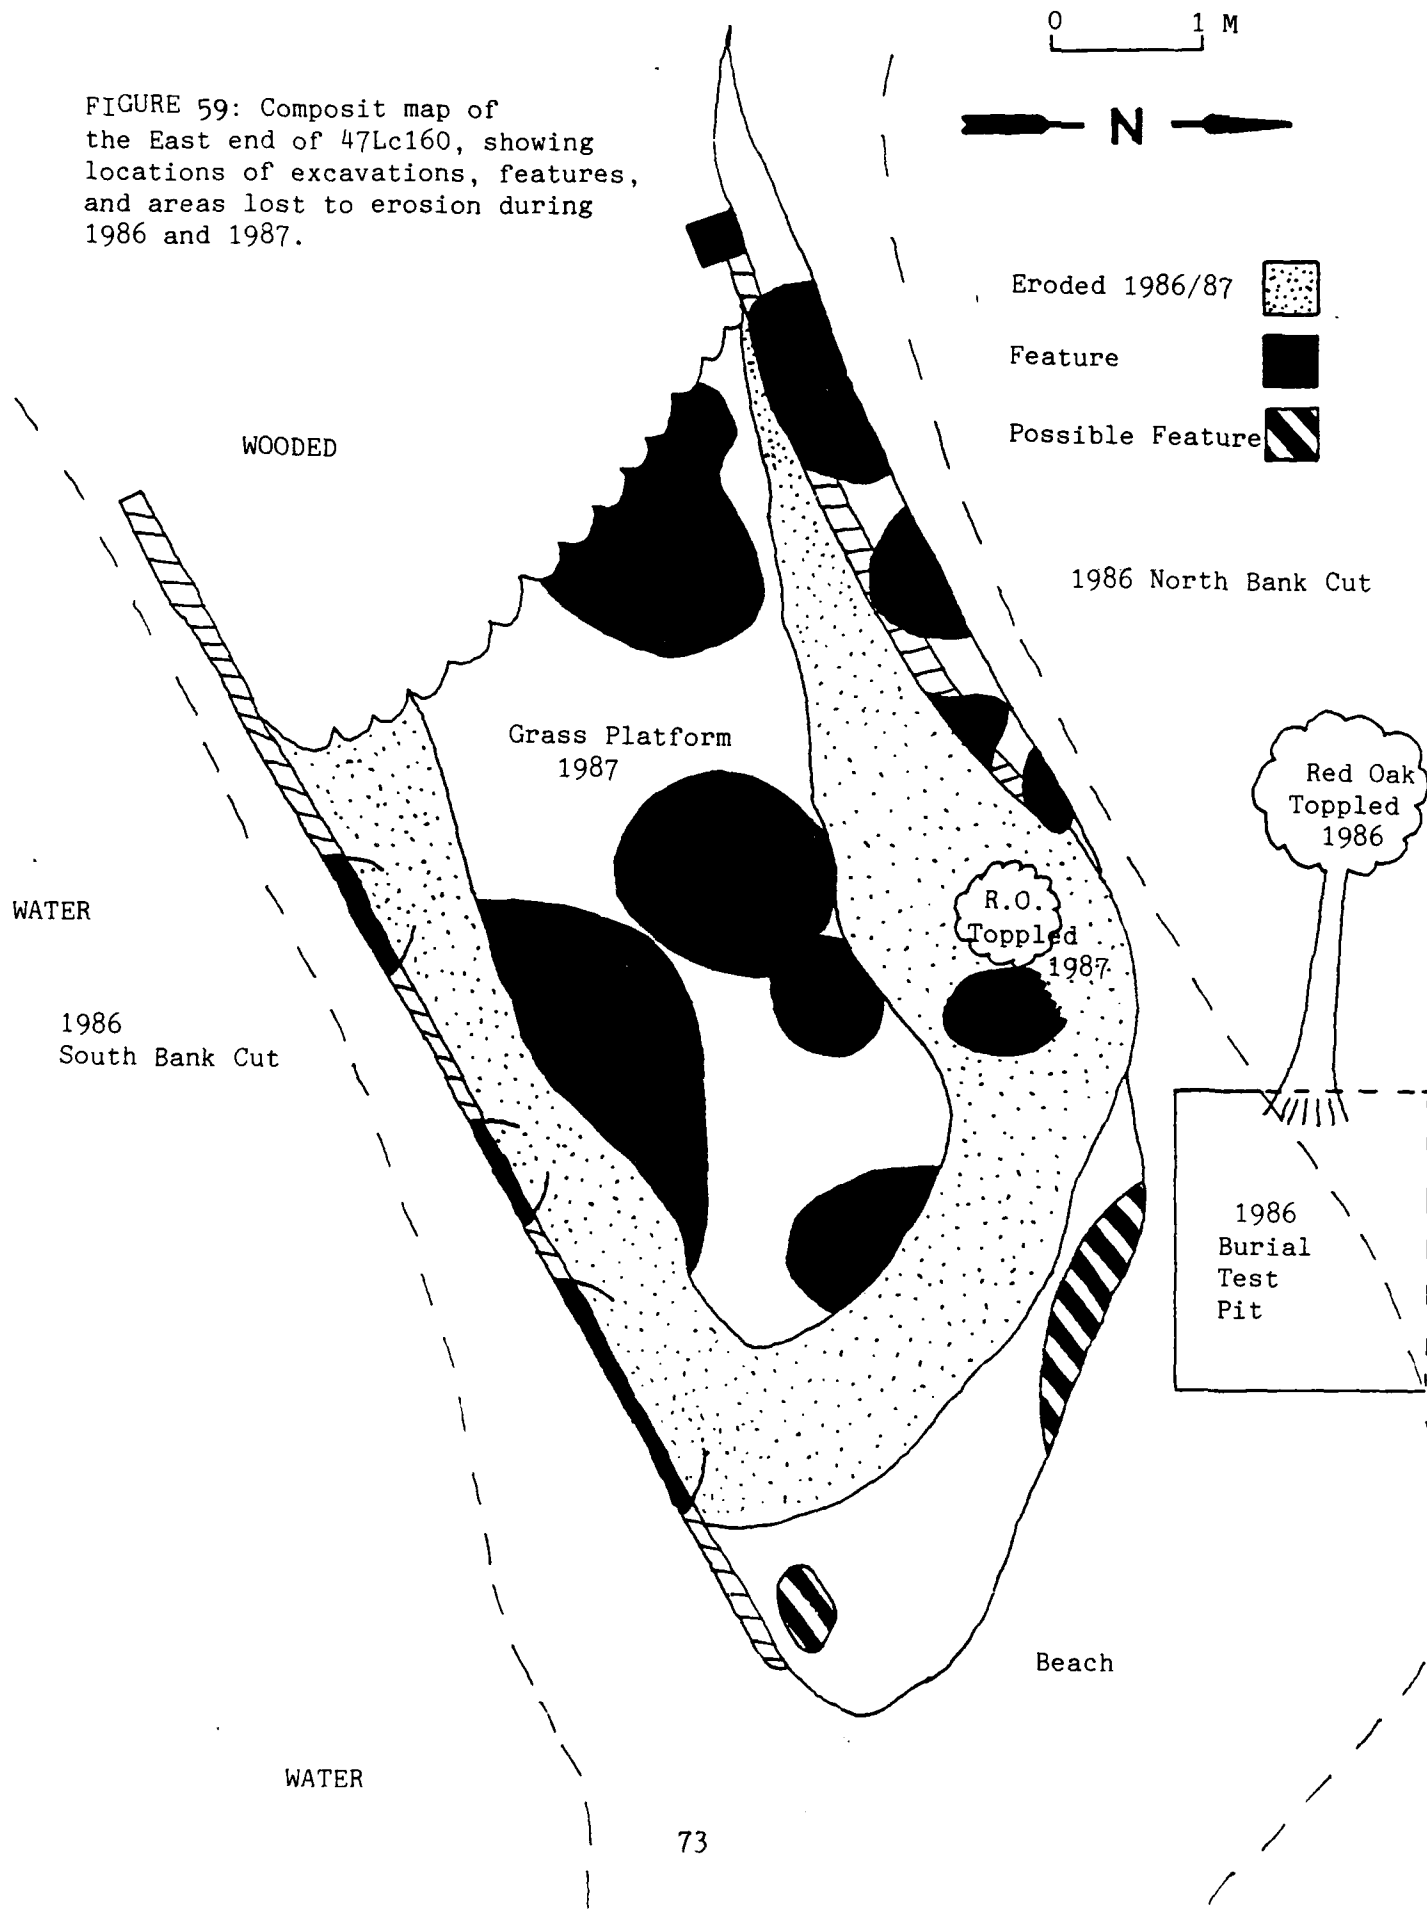 0 1 M
FIGURE 59: Composit map of
the East end of 47Lc160, showing
locations of excavations, features,
and areas lost to erosion during
1986 and 1987.
N
Eroded 1986/87
Feature
Possible Feature
WOODED
1986 North Bank Cut
Grass Platform
1987
Red Oak
Toppled
1986
R.O.
Toppled
1987
WATER
1986
South Bank Cut
1986
Burial
Test
Pit
Beach
WATER
73